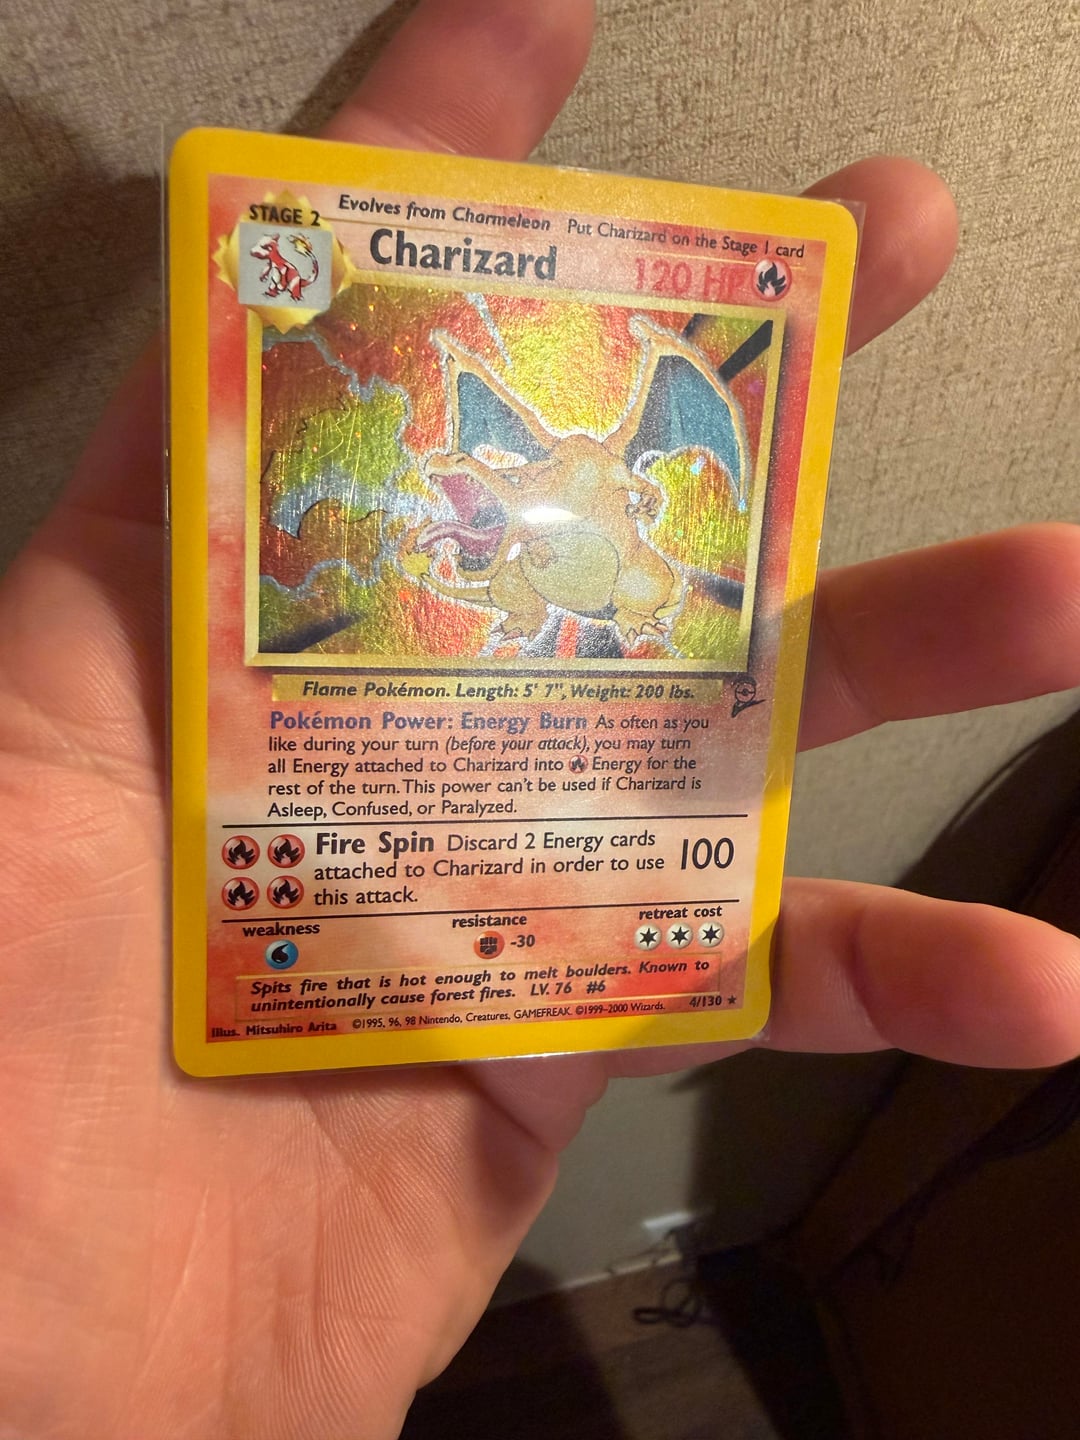 Evolves from Charmeleon Put Charizard on the Stage 1 card
STAGE 2
Charizard 120 HP
Flame Pokémon. Length: 5' 7", Weight: 200 lbs.
Pokémon Power: Energy Burn As often as you
like during your turn (before your attack), you may turn
all Energy attached to Charizard into Energy for the
rest of the turn. This power can't be used if Charizard is
Asleep, Confused, or Paralyzed.
Fire Spin Discard 2 Energy cards
attached to Charizard in order to use 100
this attack.
weakness resistance retreat cost
-30
Spits fire that is hot enough to melt boulders. Known to
unintentionally cause forest fires. LV. 76 #6
Illus. Mitsuhiro Arita ©1995, 96, 98 Nintendo, Creatures, GAMEFREAK. ©1999-2000 Wizards. 4/130 ★